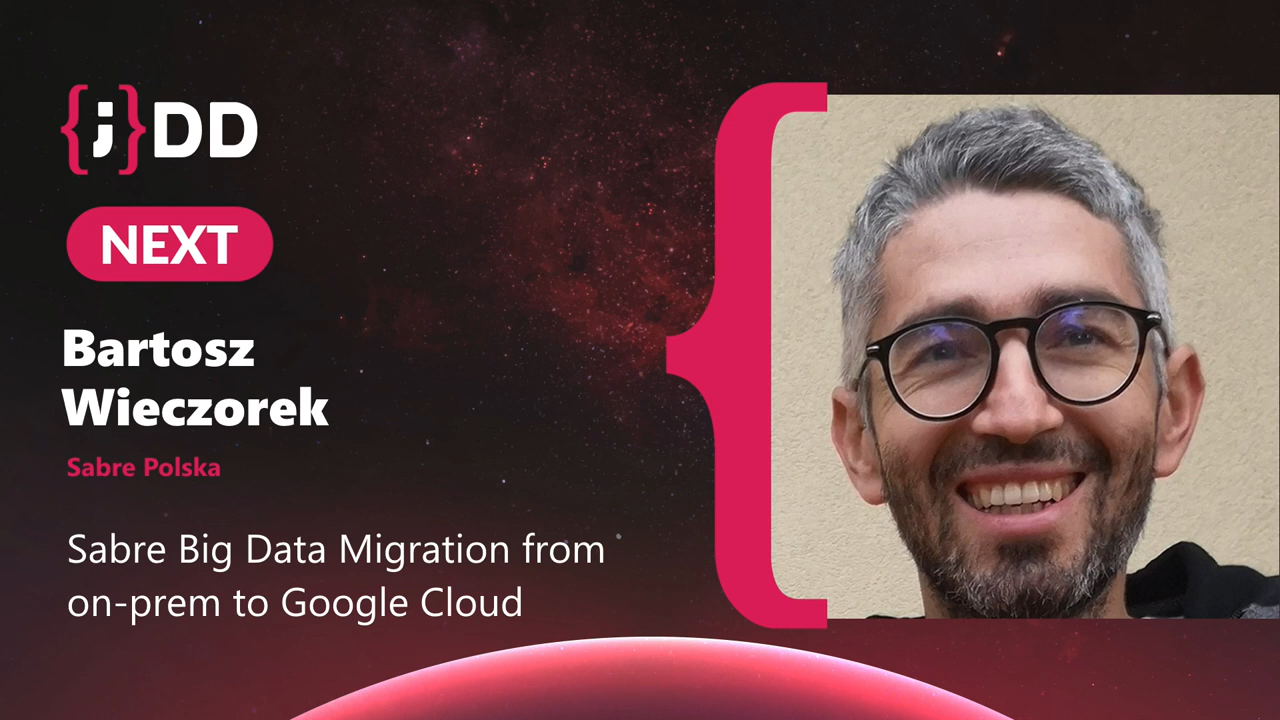 {j}DD
NEXT
Bartosz
Wieczorek
Sabre Polska
Sabre Big Data Migration from
on-prem to Google Cloud